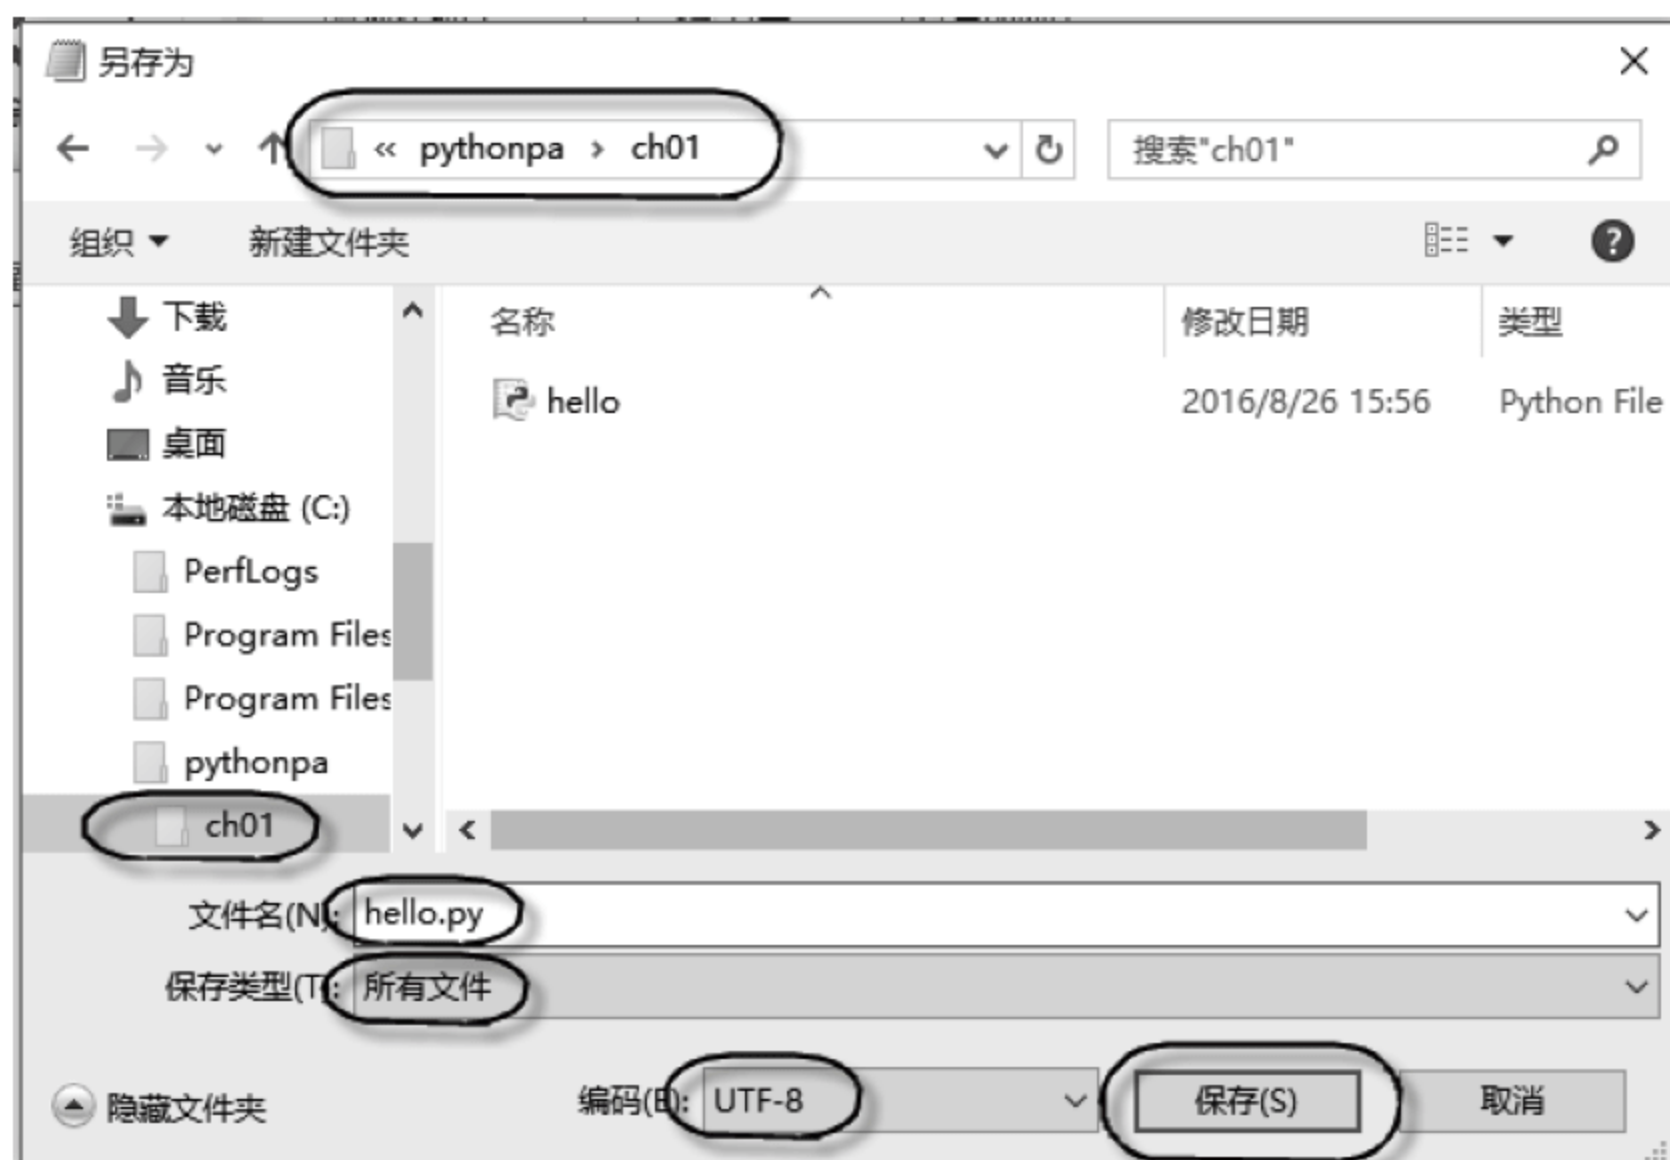 另存为
pythonpa ch01
搜索"ch01"
组织 新建文件夹
名称 修改日期 类型
hello 2016/8/26 15:56 Python File
下载
音乐
桌面
本地磁盘 (C:)
PerfLogs
Program Files
Program Files
pythonpa
ch01
文件名(N): hello.py
保存类型(T): 所有文件
隐藏文件夹 编码(E): UTF-8 保存(S) 取消